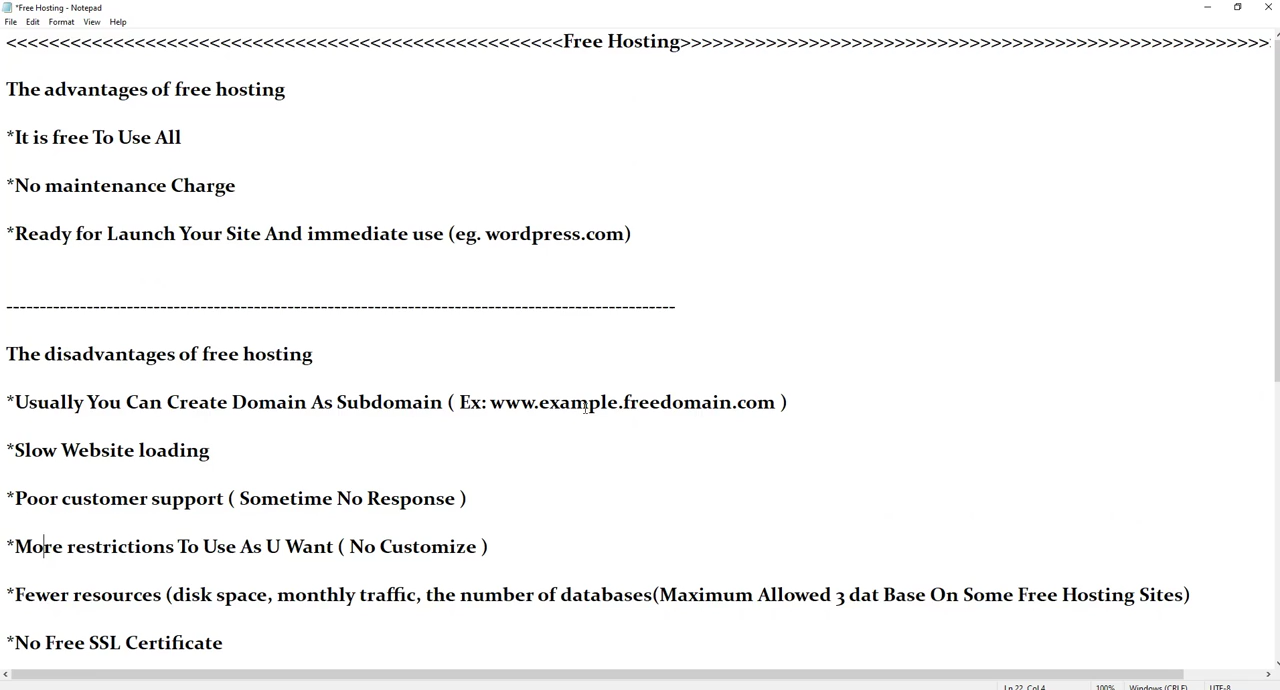 *Free Hosting - Notepad
File Edit Format View Help
<<<<<<<<<<<<<<<<<<<<<<<<<<<<<<<<<<<<<<<<<<<<<<<<<<<<Free Hosting>>>>>>>>>>>>>>>>>>>>>>>>>>>>>>>>>>>>>>>>>>>>>>>>>>>>>>>
The advantages of free hosting
*It is free To Use All
*No maintenance Charge
*Ready for Launch Your Site And immediate use (eg. wordpress.com)
----------------------------------------------------------------------------------------------------
The disadvantages of free hosting
*Usually You Can Create Domain As Subdomain ( Ex: www.example.freedomain.com )
*Slow Website loading
*Poor customer support ( Sometime No Response )
*More restrictions To Use As U Want ( No Customize )
*Fewer resources (disk space, monthly traffic, the number of databases(Maximum Allowed 3 dat Base On Some Free Hosting Sites)
*No Free SSL Certificate
Ln 22, Col 4 100% Windows (CRLF) UTF-8